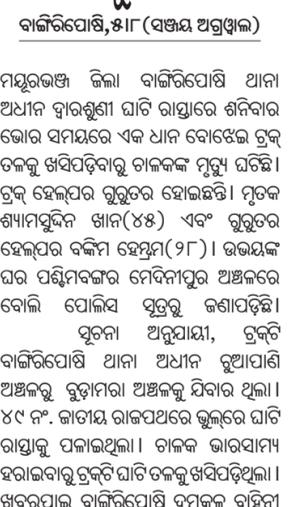 ବାଙ୍ଗିରିପୋଷି,୫।୮(ସଞ୍ଜୟ ଅଗ୍ରୱାଲ)
ମୟୂରଭଞ୍ଜ ଜିଲା ବାଙ୍ଗିରିପୋଷି ଥାନା
ଅଧୀନ ଦ୍ୱାରଶୁଣୀ ଘାଟି ରାସ୍ତାରେ ଶନିବାର
ଭୋର ସମୟରେ ଏକ ଧାନ ବୋଝେଇ ଟ୍ରକ୍
ତଳକୁ ଖସିପଡ଼ିବାରୁ ଚାଳକଙ୍କ ମୃତ୍ୟୁ ଘଟିଛି।
ଟ୍ରକ୍ ହେଲ୍‌ପର ଗୁରୁତର ହୋଇଛନ୍ତି। ମୃତକ
ଶ୍ୟାମସୁଦ୍ଦିନ ଖାନ(୪୫) ଏବଂ ଗୁରୁତର
ହେଲ୍‌ପର ବଙ୍କିମ ହେମ୍ବ୍ରମ(୨୮)। ଉଭୟଙ୍କ
ଘର ପଶ୍ଚିମବଙ୍ଗର ମେଦିନୀପୁର ଅଞ୍ଚଳରେ
ବୋଲି ପୋଲିସ ସୂତ୍ରରୁ ଜଣାପଡ଼ିଛି।
ସୂଚନା ଅନୁଯାୟୀ, ଟ୍ରକ୍‌ଟି
ବାଙ୍ଗିରିପୋଷି ଥାନା ଅଧୀନ ଚୁଆପାଣି
ଅଞ୍ଚଳରୁ ବୁଡ଼ାମରା ଅଞ୍ଚଳକୁ ଯିବାର ଥିଲା।
୪୯ ନଂ. ଜାତୀୟ ରାଜପଥରେ ଭୁଲ୍‌ରେ ଘାଟି
ରାସ୍ତାକୁ ପଳାଇଥିଲା। ଚାଳକ ଭାରସାମ୍ୟ
ହରାଇବାରୁ ଟ୍ରକ୍‌ଟି ଘାଟି ତଳକୁ ଖସିପଡ଼ିଥିଲା।
ଖବରପାଇ ବାଙ୍ଗିରିପୋଷି ଦମକଳ ବାହିନୀ